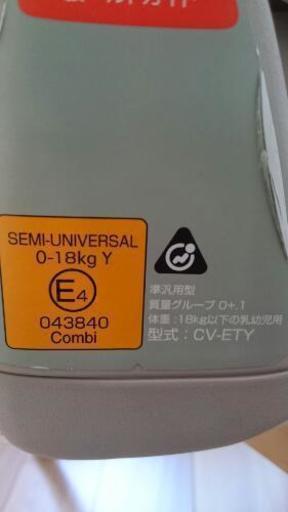 SEMI-UNIVERSAL
0-18kg Y
E4
043840
Combi
準汎用型
質量グループ 0+,1
体重:18kg以下の乳幼児用
型式:CV-ETY